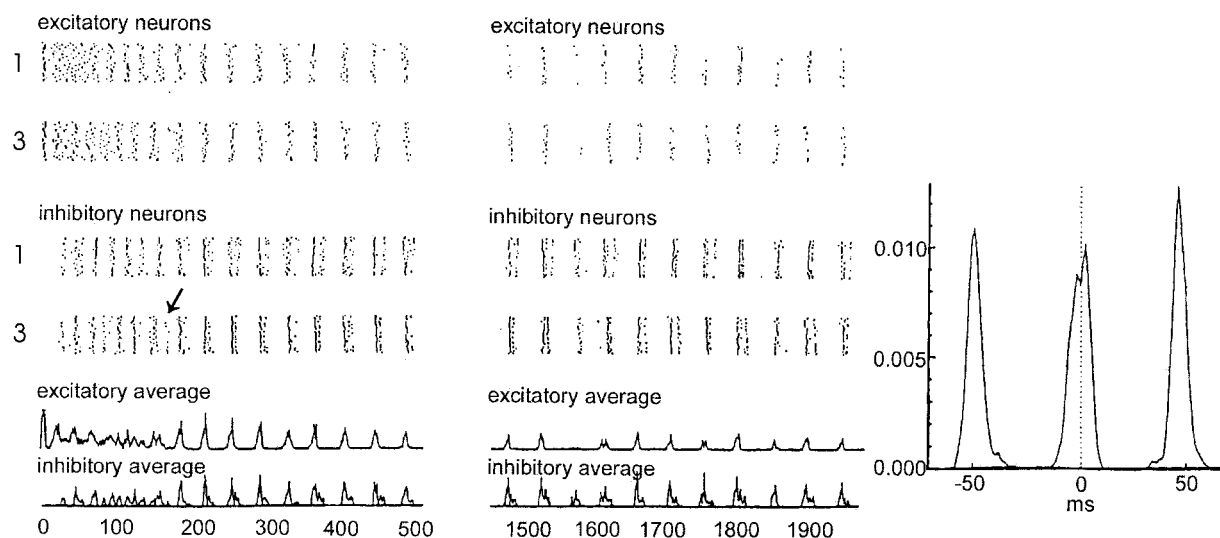 excitatory neurons
1
3
inhibitory neurons
1
3
excitatory average
inhibitory average
0 100 200 300 400 500
excitatory neurons
inhibitory neurons
excitatory average
inhibitory average
1500 1600 1700 1800 1900
0.010
0.005
0.000
-50 0 50
ms